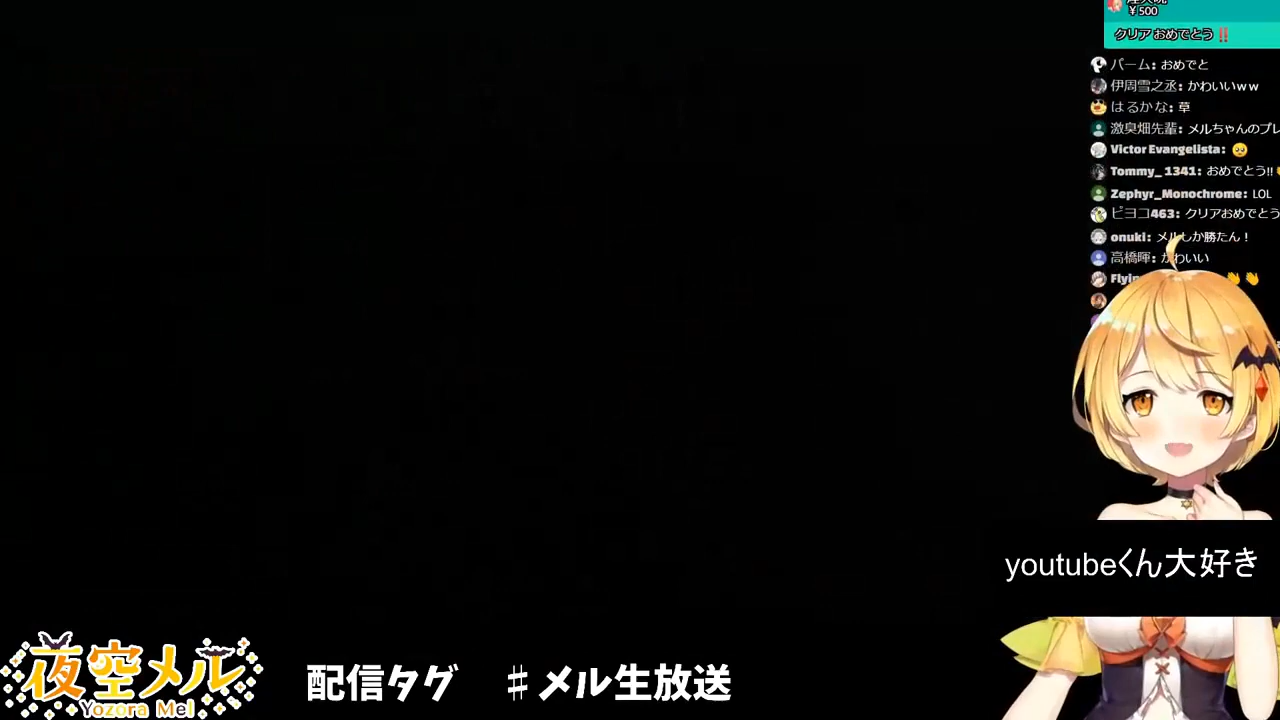 ¥500
クリアおめでとう‼
パーム: おめでと
伊周雪之丞: かわいいww
はるかな: 草
激臭畑先輩: メルちゃんのプレ
Victor Evangelista: 🥺
Tommy_ 1341: おめでとう!!
Zephyr_Monochrome: LOL
ピヨコ463: クリアおめでとう
onuki: メルしか勝たん！
高橋暉: かわいい
👏👏
youtubeくん大好き
夜空メル
Yozora Mel
配信タグ ♯メル生放送